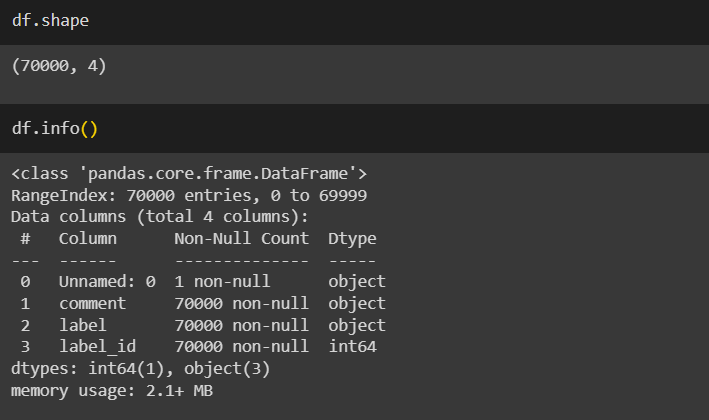 df.shape
(70000, 4)
df.info()
<class 'pandas.core.frame.DataFrame'>
RangeIndex: 70000 entries, 0 to 69999
Data columns (total 4 columns):
 #   Column      Non-Null Count  Dtype
---  ------      --------------  -----
 0   Unnamed: 0  1 non-null      object
 1   comment     70000 non-null  object
 2   label       70000 non-null  object
 3   label_id    70000 non-null  int64
dtypes: int64(1), object(3)
memory usage: 2.1+ MB